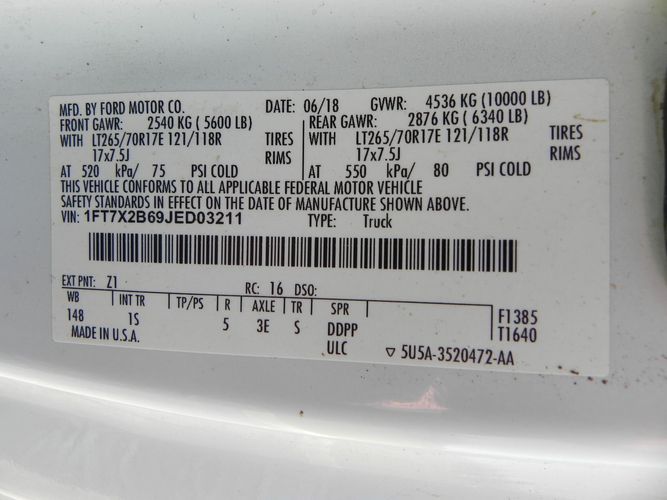 MFD. BY FORD MOTOR CO. DATE: 06/18 GVWR: 4536 KG (10000 LB)
FRONT GAWR: 2540 KG ( 5600 LB) REAR GAWR: 2876 KG ( 6340 LB)
WITH LT265/70R17E 121/118R TIRES WITH LT265/70R17E 121/118R TIRES
17x7.5J RIMS 17x7.5J RIMS
AT 520 kPa/ 75 PSI COLD AT 550 kPa/ 80 PSI COLD
THIS VEHICLE CONFORMS TO ALL APPLICABLE FEDERAL MOTOR VEHICLE
SAFETY STANDARDS IN EFFECT ON THE DATE OF MANUFACTURE SHOWN ABOVE.
VIN: 1FT7X2B69JED03211 TYPE: Truck
EXT PNT: Z1 RC: 16 DSO:
WB INT TR TP/PS R AXLE TR SPR F1385
148 1S 5 3E S DDPP T1640
MADE IN U.S.A. ULC ▽ 5U5A-3520472-AA